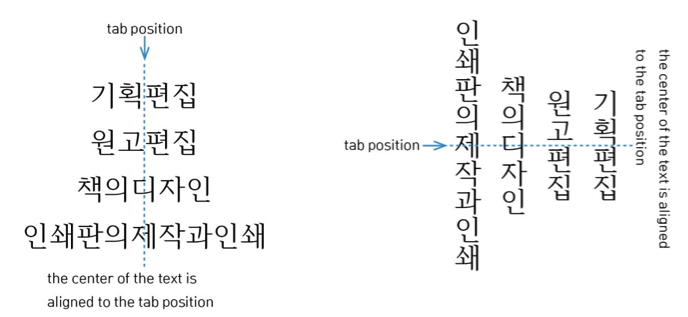 tab position
기획편집
원고편집
책의디자인
인쇄판의제작과인쇄
the center of the text is
aligned to the tab position
tab position
the center of the text is aligned
to the tab position
기획편집
원고편집
책의디자인
인쇄판의제작과인쇄